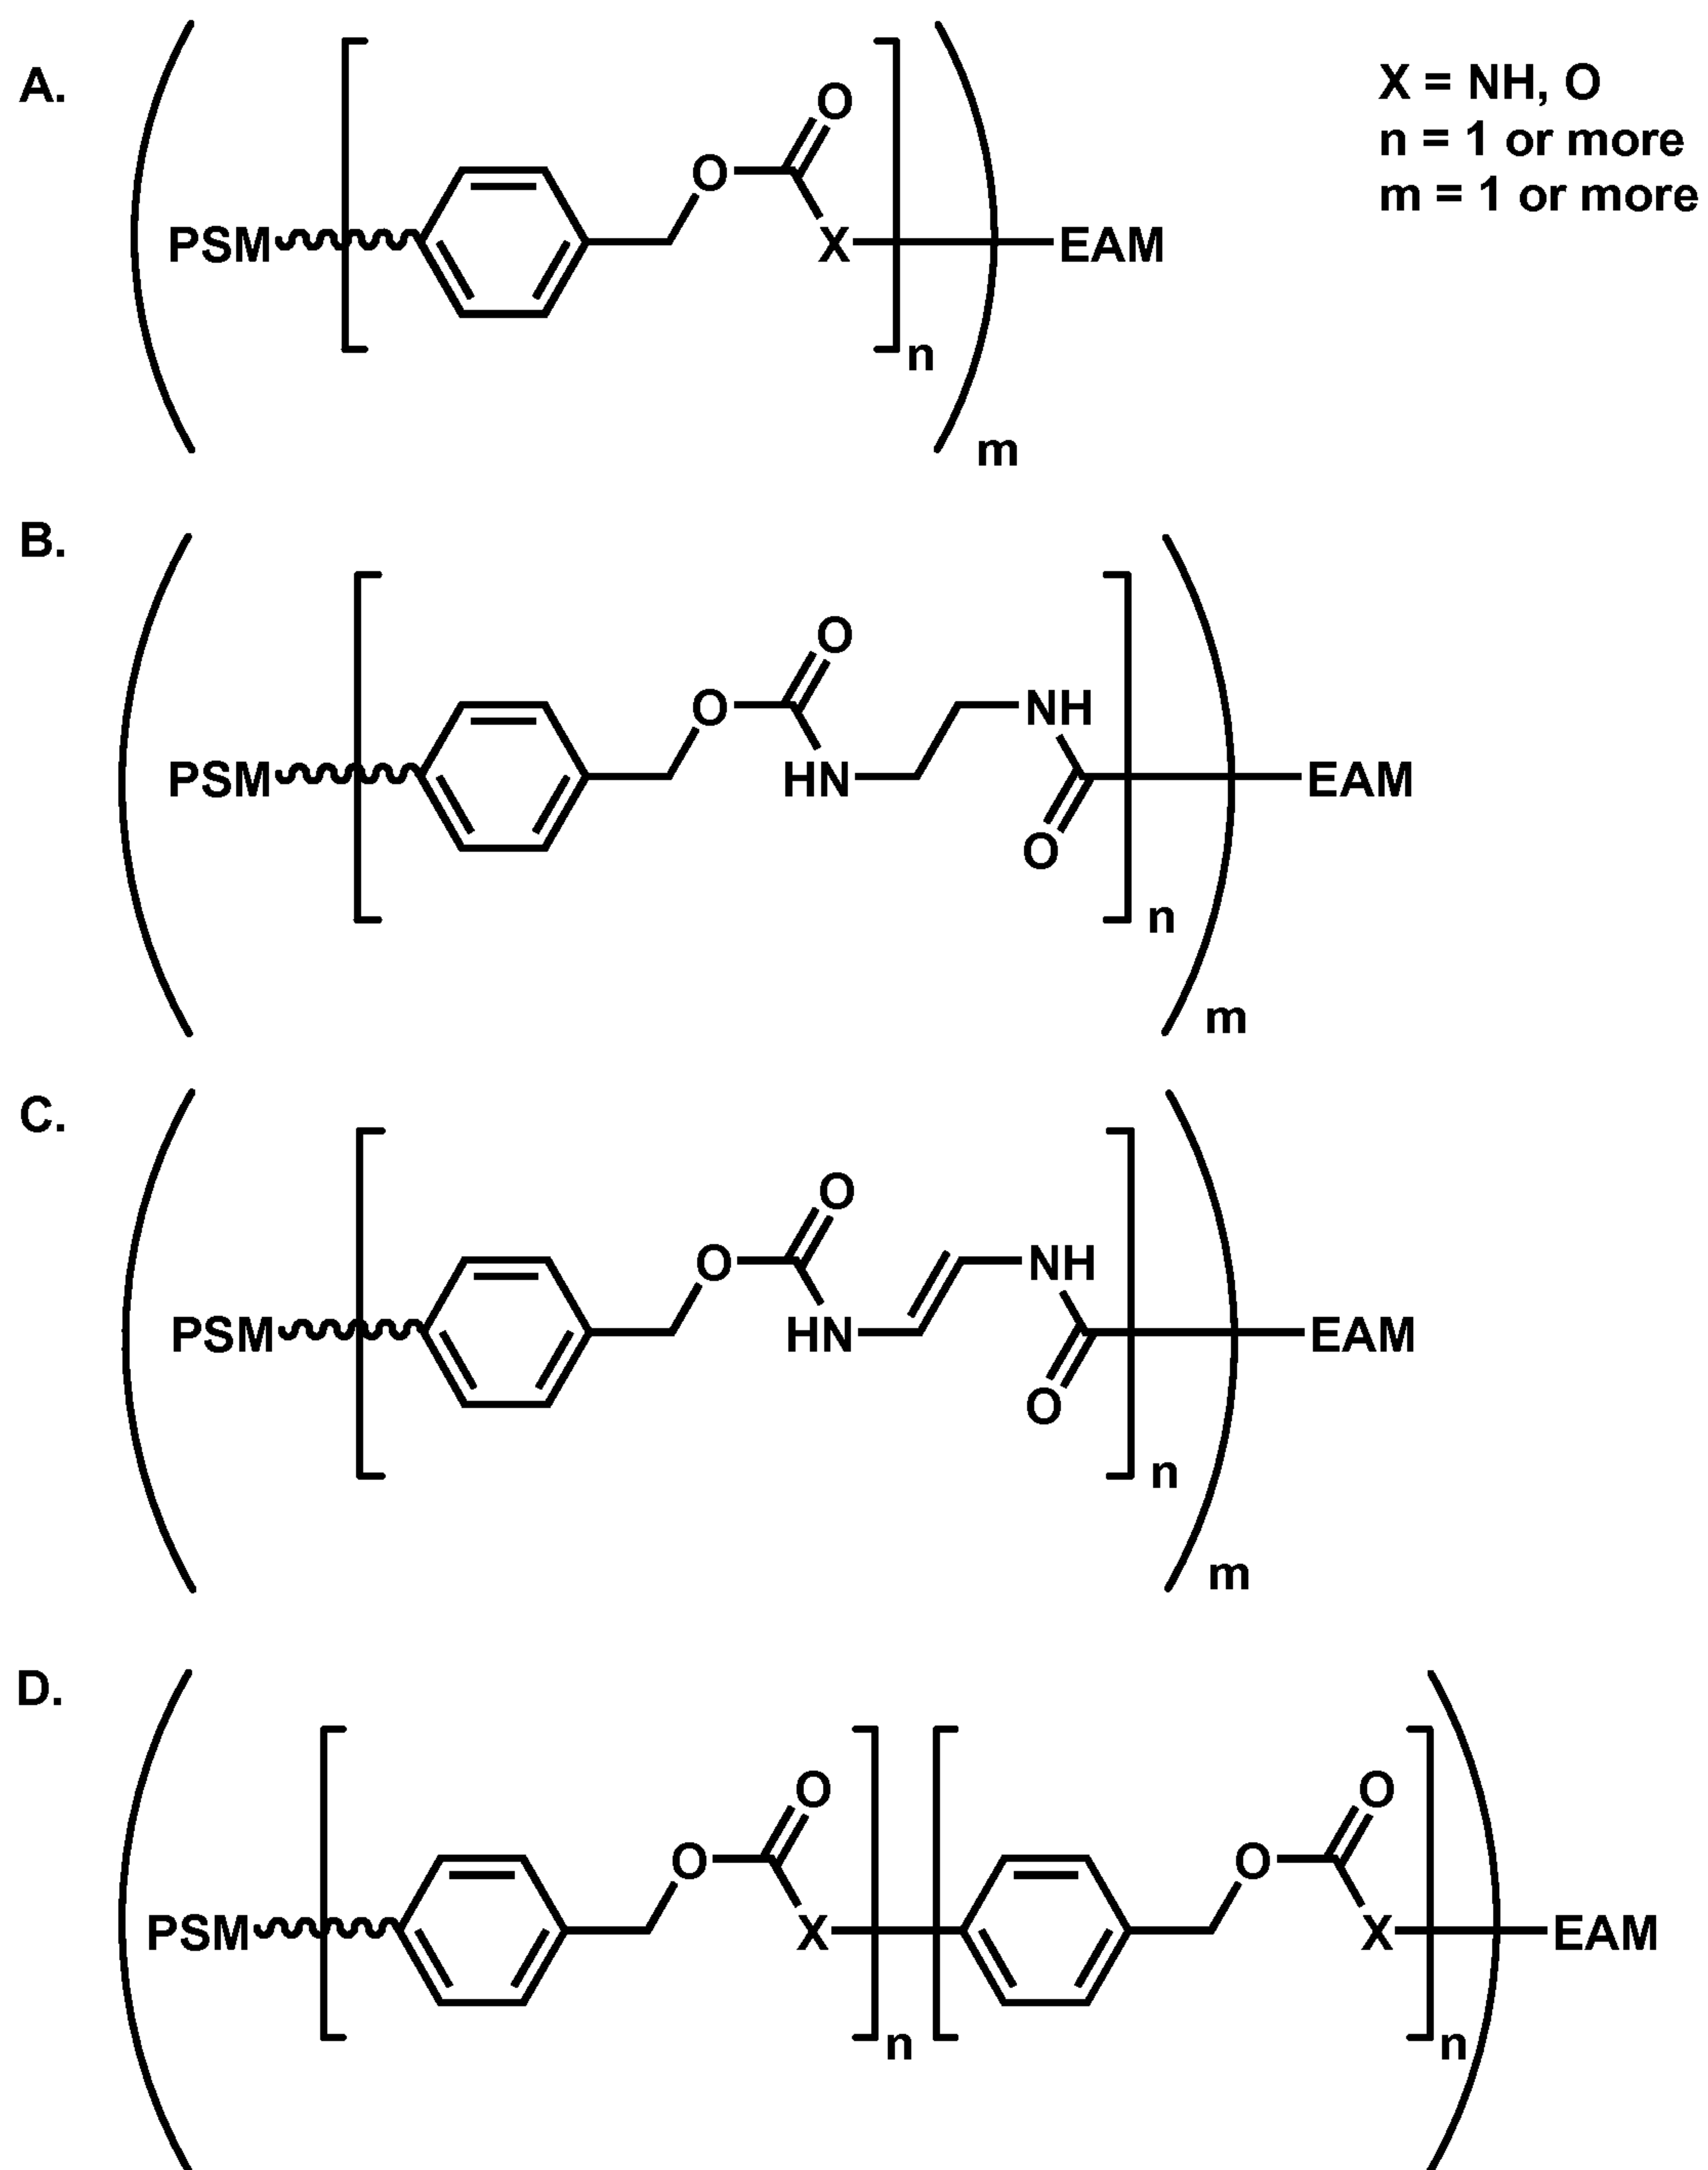 A.
X = NH, O
n = 1 or more
m = 1 or more
O
O
PSM
X
EAM
n
m
B.
O
O
NH
PSM
HN
EAM
O
n
m
C.
O
O
NH
PSM
HN
EAM
O
n
m
D.
O
O
O
O
PSM
X
X
EAM
n
n